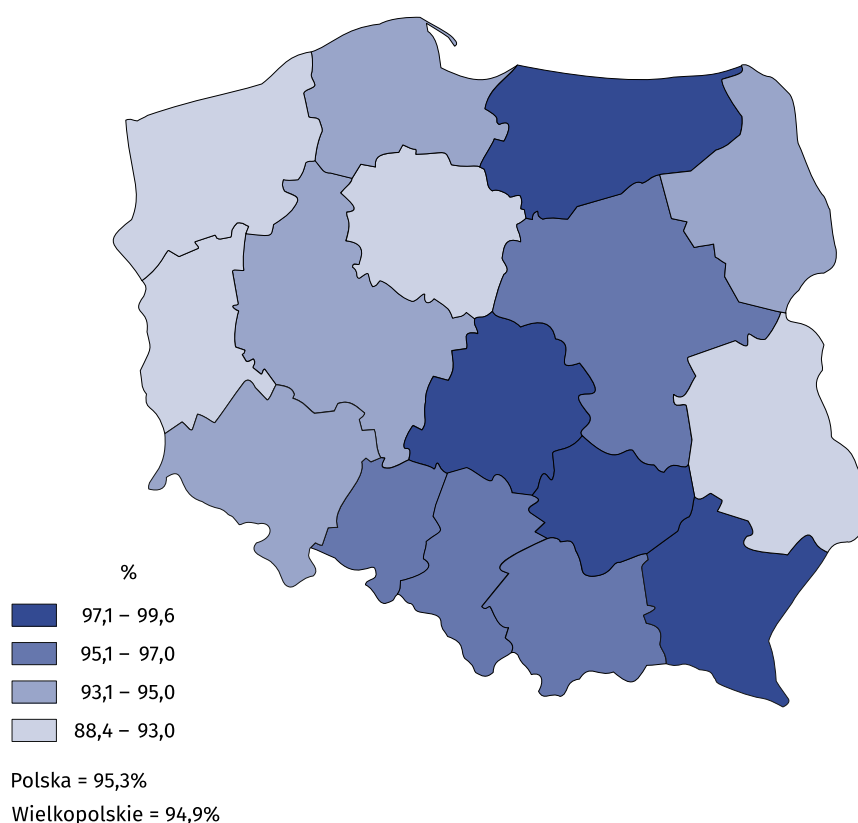 %
97,1 – 99,6
95,1 – 97,0
93,1 – 95,0
88,4 – 93,0
Polska = 95,3%
Wielkopolskie = 94,9%